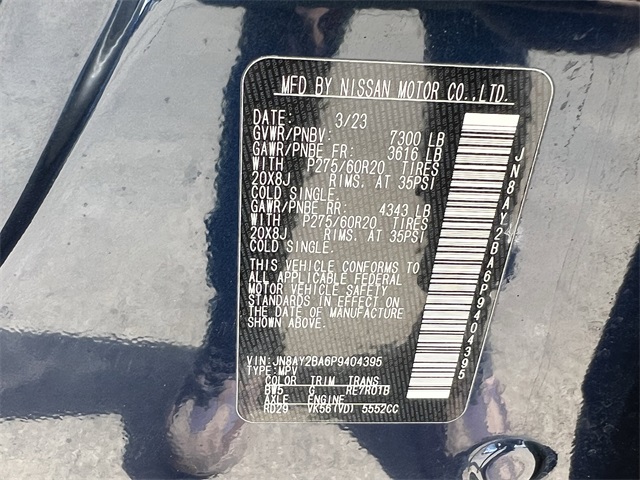 MFD BY NISSAN MOTOR CO.,LTD.
DATE: 3/23
GVWR/PNBV: 7300 LB
GAWR/PNBE FR: 3616 LB
WITH P275/60R20 TIRES
20X8J RIMS. AT 35PSI
COLD SINGLE.
GAWR/PNBE RR: 4343 LB
WITH P275/60R20 TIRES
20X8J RIMS. AT 35PSI
COLD SINGLE.
THIS VEHICLE CONFORMS TO
ALL APPLICABLE FEDERAL
MOTOR VEHICLE SAFETY
STANDARDS IN EFFECT ON
THE DATE OF MANUFACTURE
SHOWN ABOVE.
VIN: JN8AY2BA6P9404395
TYPE: MPV
COLOR TRIM TRANS
BW5 G RE7R01B
AXLE ENGINE
RD29 VK56(VD) 5552CC
JN8AY2BA6P9404395